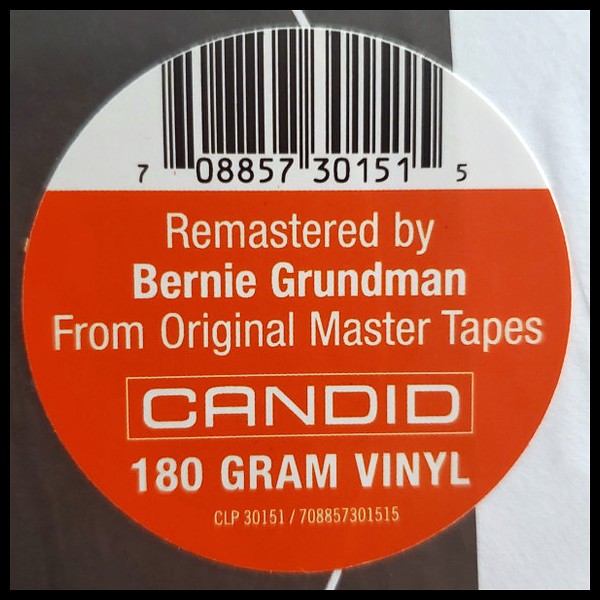 7 08857 30151 5
Remastered by
Bernie Grundman
From Original Master Tapes
CANDID
180 GRAM VINYL
CLP 30151 / 708857301515